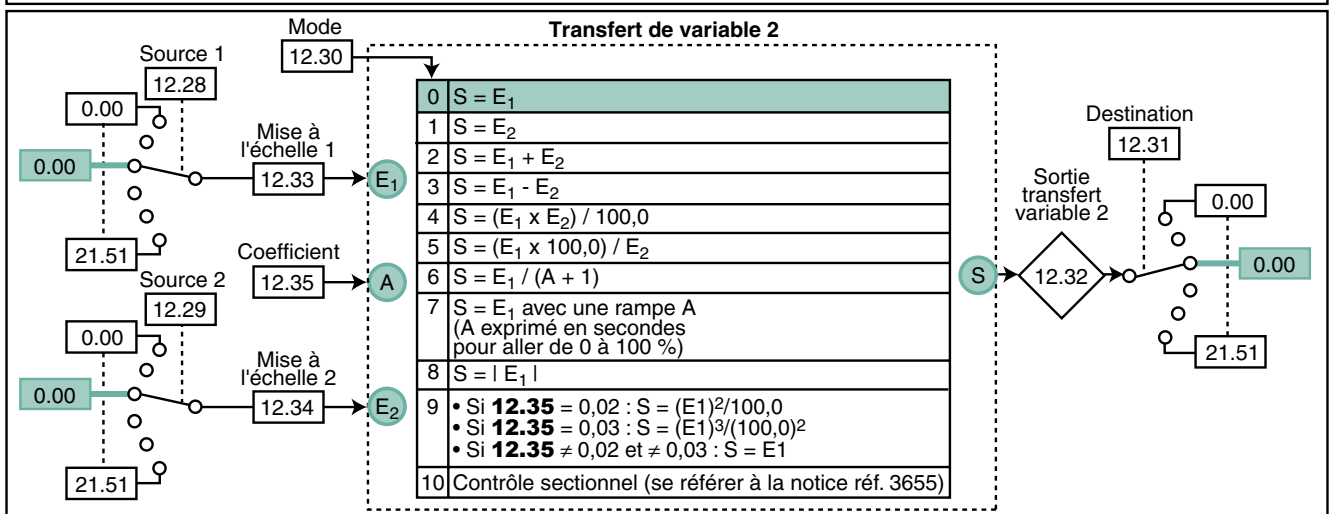 Transfert de variable 2
Mode
12.30
Source 1
12.28
0.00
0.00
21.51
Mise à
l'échelle 1
12.33
E1
Coefficient
12.35
A
Source 2
12.29
0.00
0.00
21.51
Mise à
l'échelle 2
12.34
E2
0 S = E1
1 S = E2
2 S = E1 + E2
3 S = E1 - E2
4 S = (E1 x E2) / 100,0
5 S = (E1 x 100,0) / E2
6 S = E1 / (A + 1)
7 S = E1 avec une rampe A
(A exprimé en secondes
pour aller de 0 à 100 %)
8 S = | E1 |
9 • Si 12.35 = 0,02 : S = (E1)²/100,0
• Si 12.35 = 0,03 : S = (E1)³/(100,0)²
• Si 12.35 ≠ 0,02 et ≠ 0,03 : S = E1
10 Contrôle sectionnel (se référer à la notice réf. 3655)
S
Sortie
transfert
variable 2
12.32
Destination
12.31
0.00
0.00
21.51